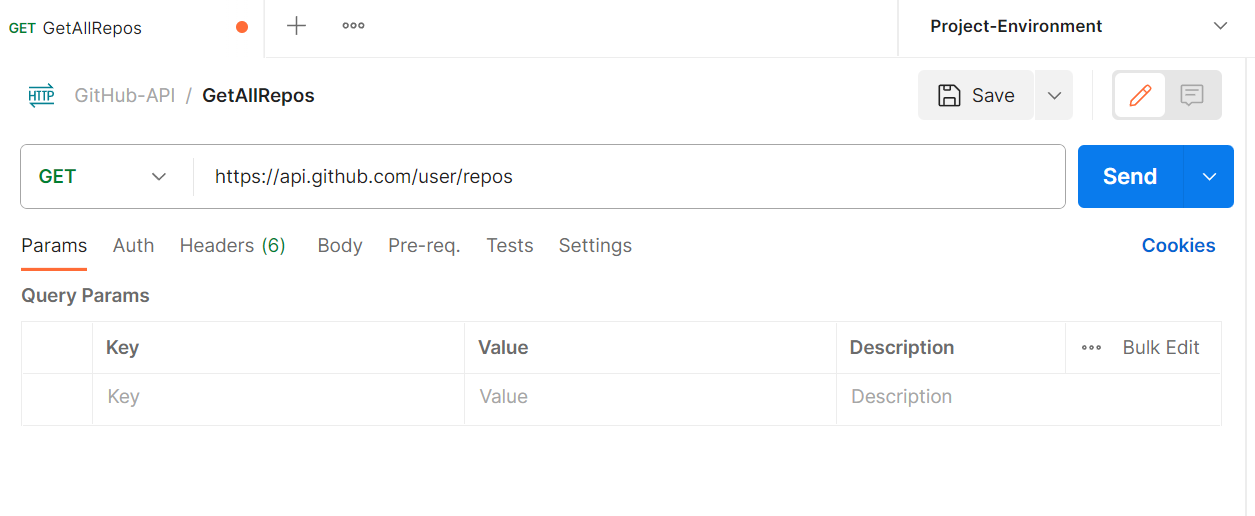 GET GetAllRepos
Project-Environment
HTTP GitHub-API / GetAllRepos
Save
GET https://api.github.com/user/repos
Send
Params Auth Headers (6) Body Pre-req. Tests Settings Cookies
Query Params
Key Value Description Bulk Edit
Key Value Description